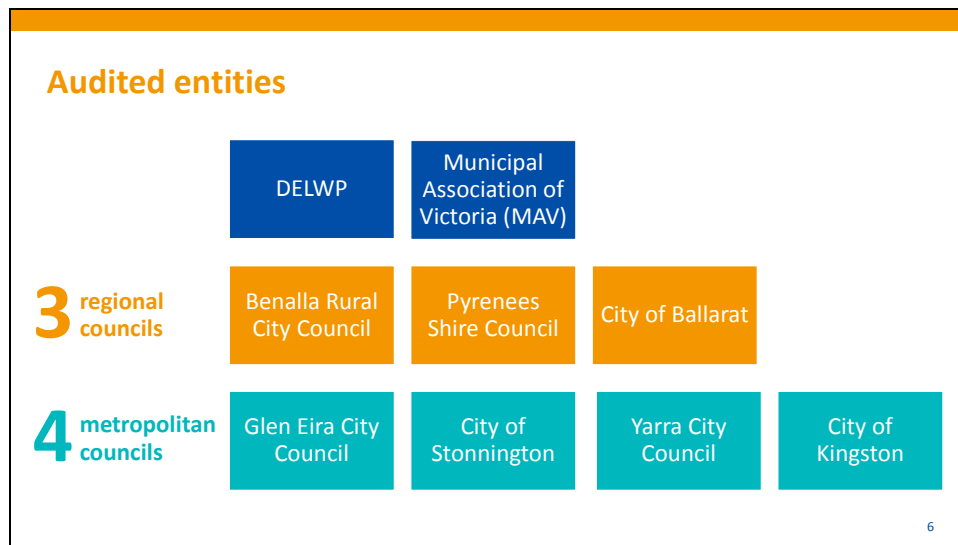 Audited entities
DELWP
Municipal
Association of
Victoria (MAV)
3
regional
councils
Benalla Rural
City Council
Pyrenees
Shire Council
City of Ballarat
4
metropolitan
councils
Glen Eira City
Council
City of
Stonnington
Yarra City
Council
City of
Kingston
6